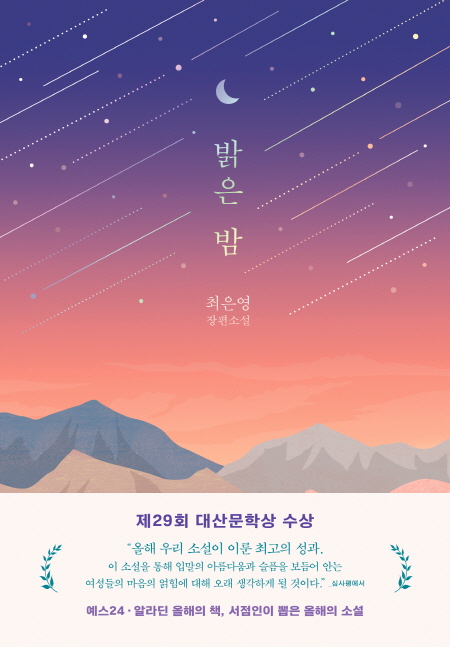 밝은 밤
최은영
장편소설
제29회 대산문학상 수상
“올해 우리 소설이 이룬 최고의 성과.
이 소설을 통해 입말의 아름다움과 슬픔을 보듬어 안는
여성들의 마음의 얽힘에 대해 오래 생각하게 될 것이다.” _심사평에서
예스24 · 알라딘 올해의 책, 서점인이 뽑은 올해의 소설